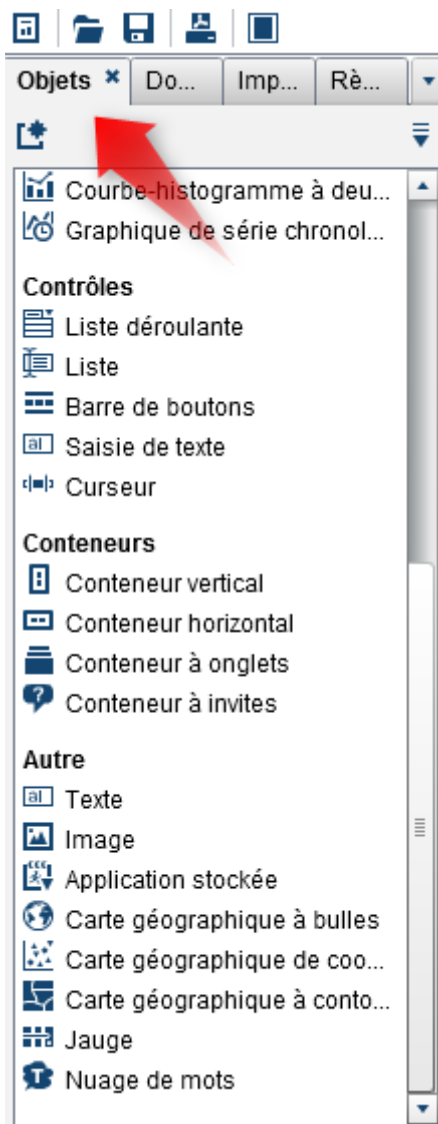 Objets Do... Imp... Rè...
Courbe-histogramme à deu...
Graphique de série chronol...
Contrôles
Liste déroulante
Liste
Barre de boutons
Saisie de texte
Curseur
Conteneurs
Conteneur vertical
Conteneur horizontal
Conteneur à onglets
Conteneur à invites
Autre
Texte
Image
Application stockée
Carte géographique à bulles
Carte géographique de coo...
Carte géographique à conto...
Jauge
Nuage de mots